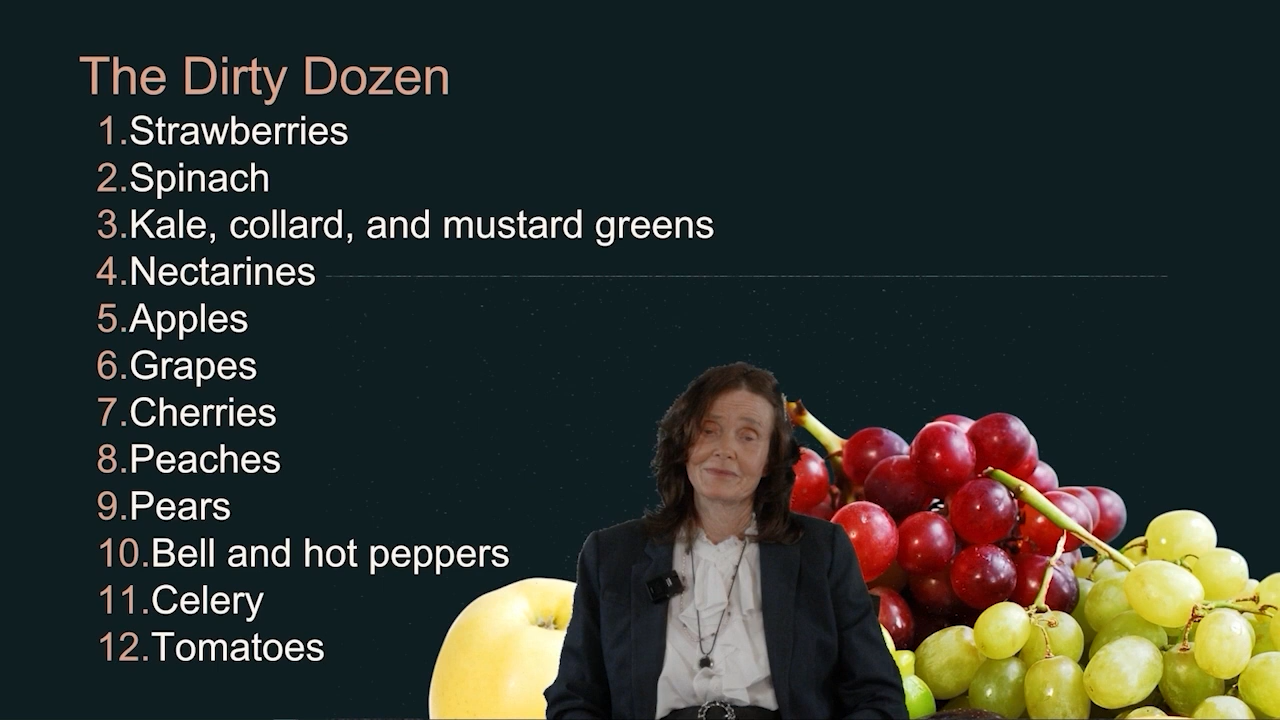 The Dirty Dozen
1.Strawberries
2.Spinach
3.Kale, collard, and mustard greens
4.Nectarines
5.Apples
6.Grapes
7.Cherries
8.Peaches
9.Pears
10.Bell and hot peppers
11.Celery
12.Tomatoes